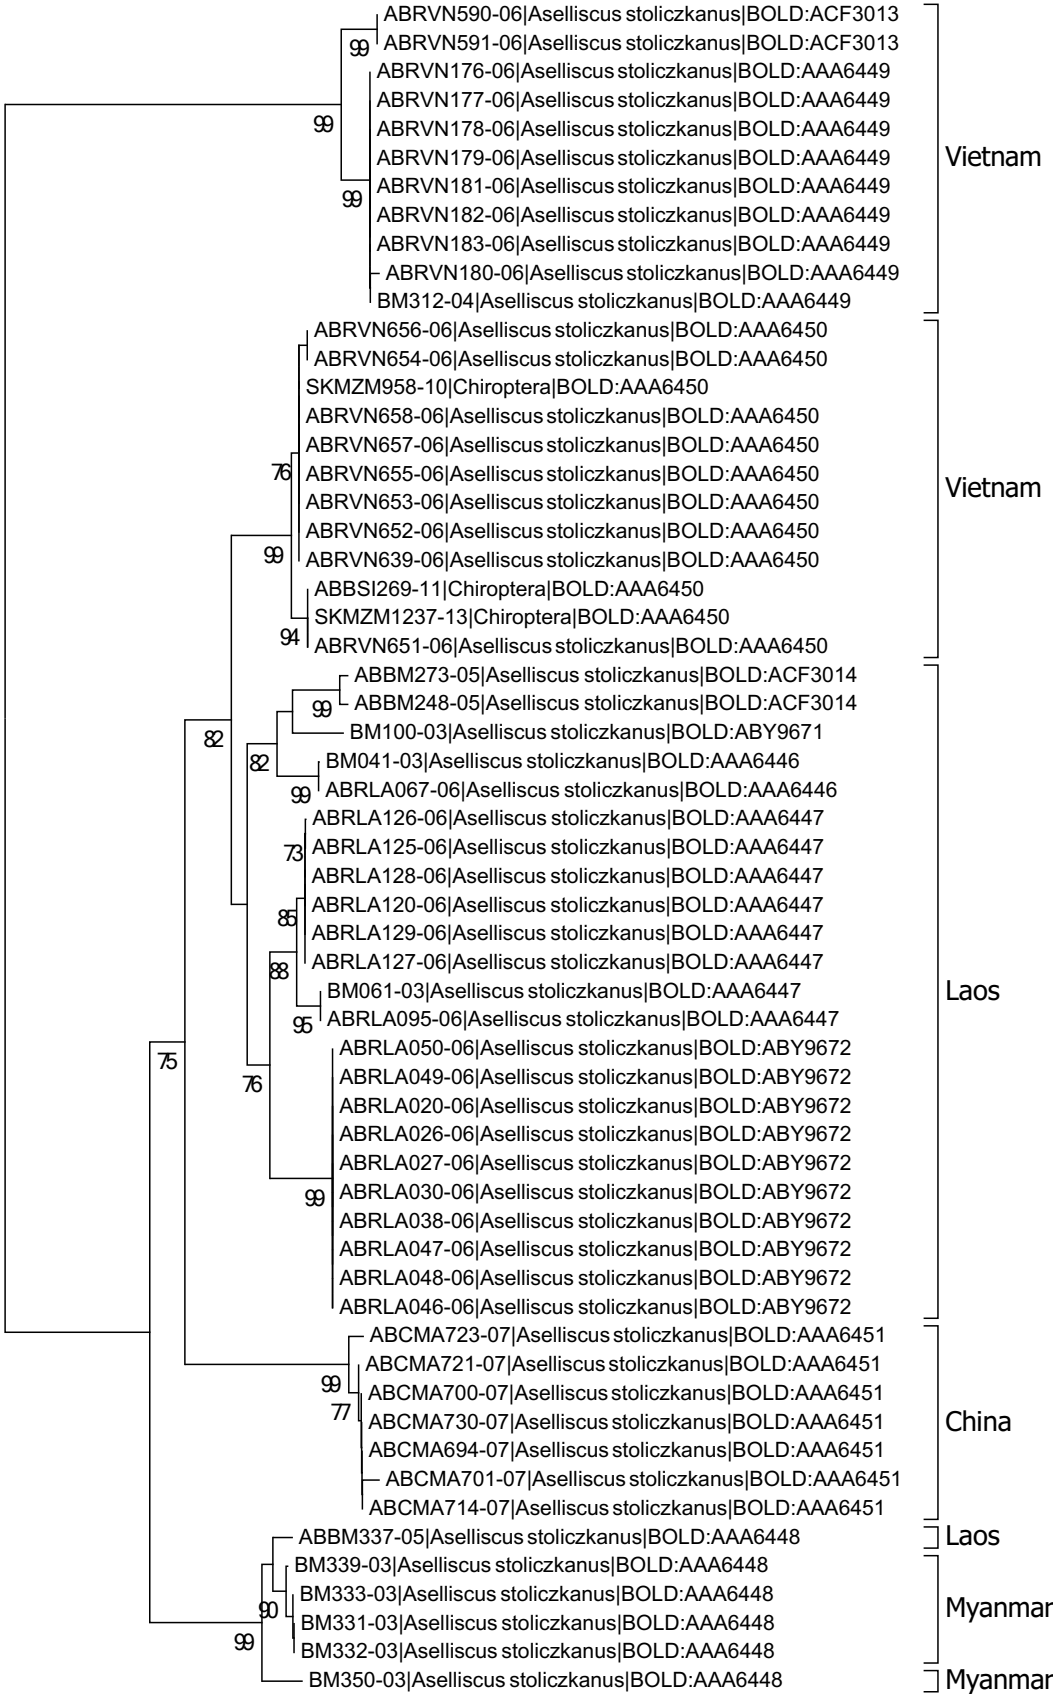 ABRVN590-06|Aselliscus stoliczkanus|BOLD:ACF3013
ABRVN591-06|Aselliscus stoliczkanus|BOLD:ACF3013
99
ABRVN176-06|Aselliscus stoliczkanus|BOLD:AAA6449
ABRVN177-06|Aselliscus stoliczkanus|BOLD:AAA6449
99
ABRVN178-06|Aselliscus stoliczkanus|BOLD:AAA6449
ABRVN179-06|Aselliscus stoliczkanus|BOLD:AAA6449
Vietnam
ABRVN181-06|Aselliscus stoliczkanus|BOLD:AAA6449
99
ABRVN182-06|Aselliscus stoliczkanus|BOLD:AAA6449
ABRVN183-06|Aselliscus stoliczkanus|BOLD:AAA6449
ABRVN180-06|Aselliscus stoliczkanus|BOLD:AAA6449
BM312-04|Aselliscus stoliczkanus|BOLD:AAA6449
ABRVN656-06|Aselliscus stoliczkanus|BOLD:AAA6450
ABRVN654-06|Aselliscus stoliczkanus|BOLD:AAA6450
SKMZM958-10|Chiroptera|BOLD:AAA6450
ABRVN658-06|Aselliscus stoliczkanus|BOLD:AAA6450
ABRVN657-06|Aselliscus stoliczkanus|BOLD:AAA6450
76
ABRVN655-06|Aselliscus stoliczkanus|BOLD:AAA6450
Vietnam
ABRVN653-06|Aselliscus stoliczkanus|BOLD:AAA6450
ABRVN652-06|Aselliscus stoliczkanus|BOLD:AAA6450
99
ABRVN639-06|Aselliscus stoliczkanus|BOLD:AAA6450
ABBSI269-11|Chiroptera|BOLD:AAA6450
SKMZM1237-13|Chiroptera|BOLD:AAA6450
94
ABRVN651-06|Aselliscus stoliczkanus|BOLD:AAA6450
ABBM273-05|Aselliscus stoliczkanus|BOLD:ACF3014
ABBM248-05|Aselliscus stoliczkanus|BOLD:ACF3014
99
BM100-03|Aselliscus stoliczkanus|BOLD:ABY9671
82
82
BM041-03|Aselliscus stoliczkanus|BOLD:AAA6446
ABRLA067-06|Aselliscus stoliczkanus|BOLD:AAA6446
99
ABRLA126-06|Aselliscus stoliczkanus|BOLD:AAA6447
73
ABRLA125-06|Aselliscus stoliczkanus|BOLD:AAA6447
ABRLA128-06|Aselliscus stoliczkanus|BOLD:AAA6447
ABRLA120-06|Aselliscus stoliczkanus|BOLD:AAA6447
85
ABRLA129-06|Aselliscus stoliczkanus|BOLD:AAA6447
ABRLA127-06|Aselliscus stoliczkanus|BOLD:AAA6447
88
BM061-03|Aselliscus stoliczkanus|BOLD:AAA6447
Laos
ABRLA095-06|Aselliscus stoliczkanus|BOLD:AAA6447
95
ABRLA050-06|Aselliscus stoliczkanus|BOLD:ABY9672
75
ABRLA049-06|Aselliscus stoliczkanus|BOLD:ABY9672
76
ABRLA020-06|Aselliscus stoliczkanus|BOLD:ABY9672
ABRLA026-06|Aselliscus stoliczkanus|BOLD:ABY9672
ABRLA027-06|Aselliscus stoliczkanus|BOLD:ABY9672
99
ABRLA030-06|Aselliscus stoliczkanus|BOLD:ABY9672
ABRLA038-06|Aselliscus stoliczkanus|BOLD:ABY9672
ABRLA047-06|Aselliscus stoliczkanus|BOLD:ABY9672
ABRLA048-06|Aselliscus stoliczkanus|BOLD:ABY9672
ABRLA046-06|Aselliscus stoliczkanus|BOLD:ABY9672
ABCMA723-07|Aselliscus stoliczkanus|BOLD:AAA6451
ABCMA721-07|Aselliscus stoliczkanus|BOLD:AAA6451
99
ABCMA700-07|Aselliscus stoliczkanus|BOLD:AAA6451
77
ABCMA730-07|Aselliscus stoliczkanus|BOLD:AAA6451
China
ABCMA694-07|Aselliscus stoliczkanus|BOLD:AAA6451
ABCMA701-07|Aselliscus stoliczkanus|BOLD:AAA6451
ABCMA714-07|Aselliscus stoliczkanus|BOLD:AAA6451
ABBM337-05|Aselliscus stoliczkanus|BOLD:AAA6448
Laos
BM339-03|Aselliscus stoliczkanus|BOLD:AAA6448
BM333-03|Aselliscus stoliczkanus|BOLD:AAA6448
90
Myanmar
BM331-03|Aselliscus stoliczkanus|BOLD:AAA6448
99
BM332-03|Aselliscus stoliczkanus|BOLD:AAA6448
BM350-03|Aselliscus stoliczkanus|BOLD:AAA6448
Myanmar